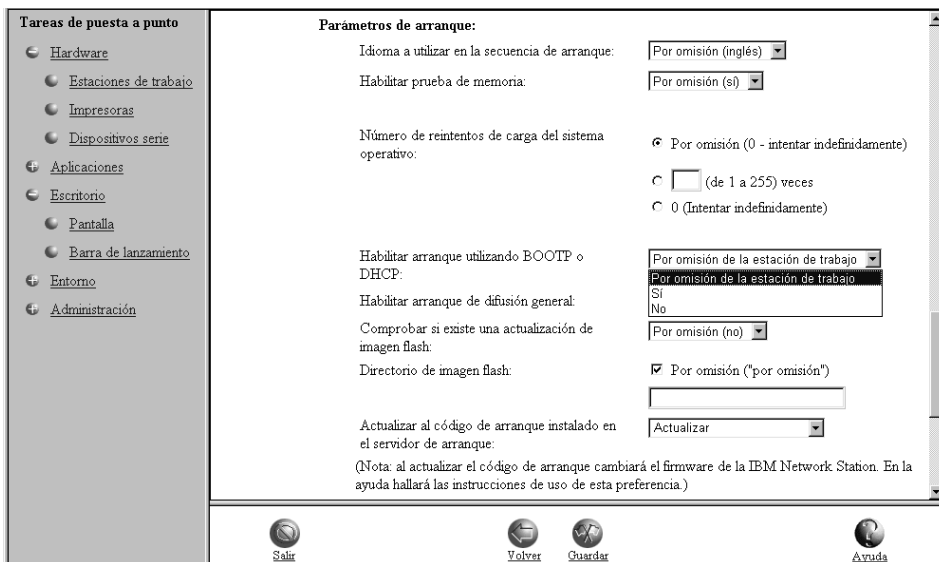 Tareas de puesta a punto
Hardware
Estaciones de trabajo
Impresoras
Dispositivos serie
Aplicaciones
Escritorio
Pantalla
Barra de lanzamiento
Entorno
Administración
Parámetros de arranque:
Idioma a utilizar en la secuencia de arranque:
Por omisión (inglés)
Habilitar prueba de memoria:
Por omisión (sí)
Número de reintentos de carga del sistema
operativo:
Por omisión (0 - intentar indefinidamente)
(de 1 a 255) veces
0 (Intentar indefinidamente)
Habilitar arranque utilizando BOOTP o
DHCP:
Por omisión de la estación de trabajo
Por omisión de la estación de trabajo
Sí
No
Habilitar arranque de difusión general:
Comprobar si existe una actualización de
imagen flash:
Por omisión (no)
Directorio de imagen flash:
Por omisión ("por omisión")
Actualizar al código de arranque instalado en
el servidor de arranque:
Actualizar
(Nota: al actualizar el código de arranque cambiará el firmware de la IBM Network Station. En la
ayuda hallará las instrucciones de uso de esta preferencia.)
Salir
Volver
Guardar
Ayuda